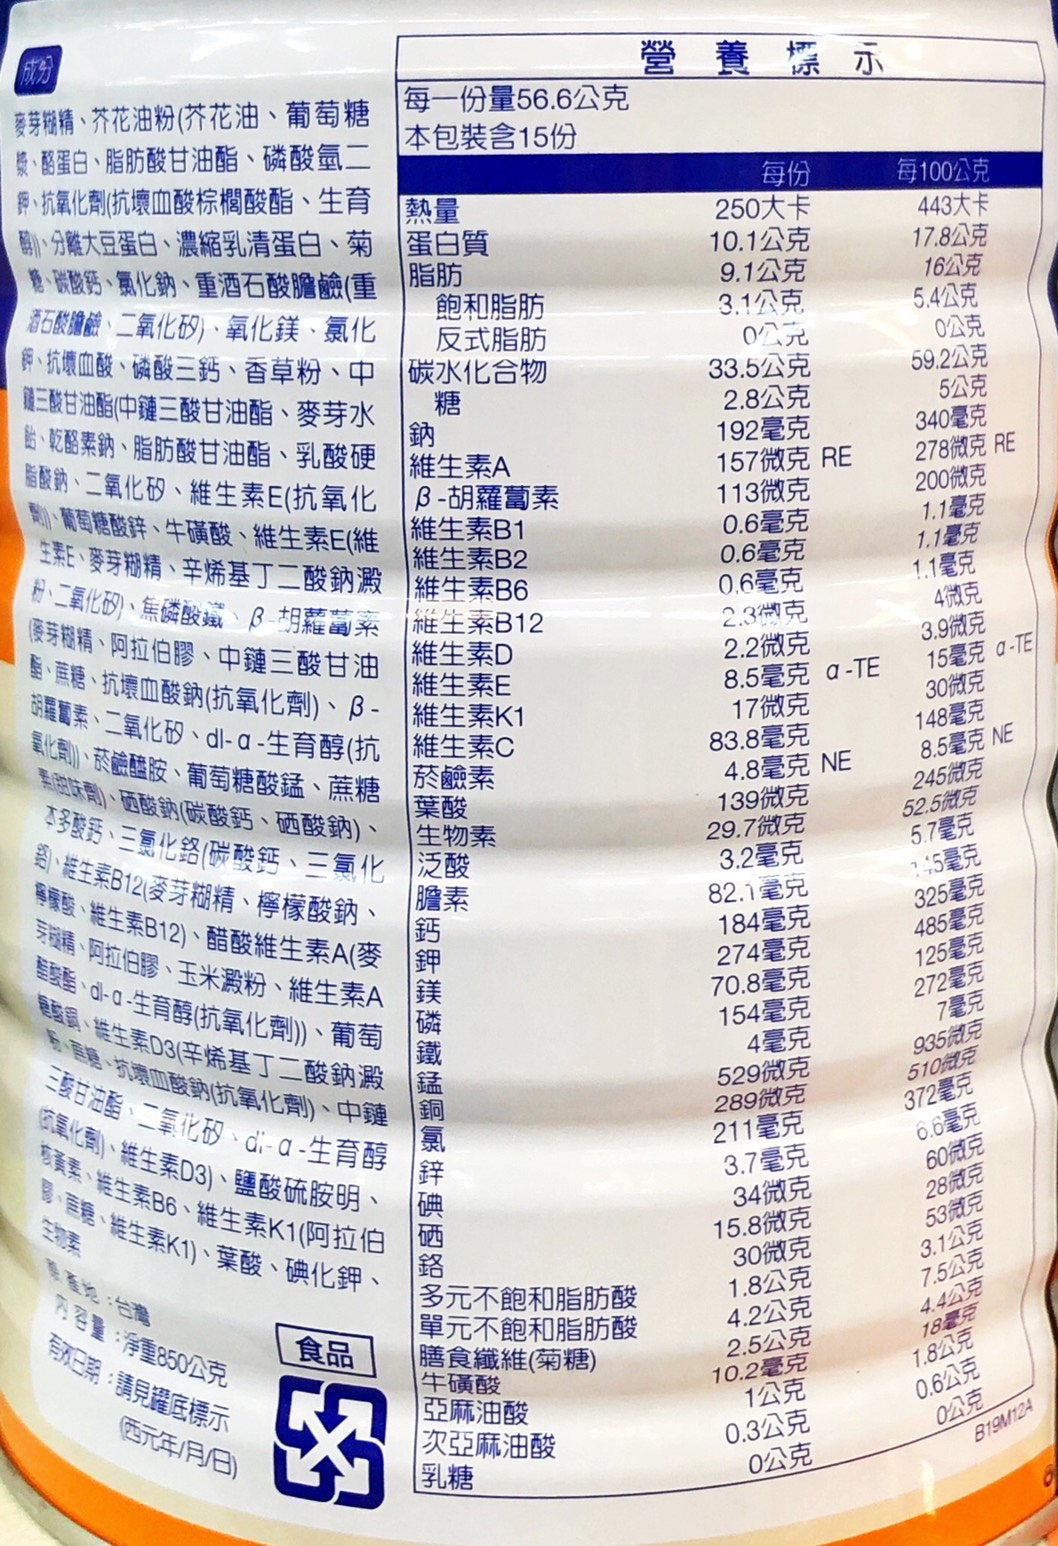 成分
麥芽糊精、芥花油粉(芥花油、葡萄糖
漿、酪蛋白、脂肪酸甘油酯、磷酸氫二
鉀、抗氧化劑(抗壞血酸棕櫚酸酯、生育
醇))、分離大豆蛋白、濃縮乳清蛋白、菊
糖、碳酸鈣、氯化鈉、重酒石酸膽鹼(重
酒石酸膽鹼、二氧化矽)、氧化鎂、氯化
鉀、抗壞血酸、磷酸三鈣、香草粉、中
鏈三酸甘油酯(中鏈三酸甘油酯、麥芽水
飴、乾酪素鈉、脂肪酸甘油酯、乳酸硬
脂酸鈉、二氧化矽、維生素E(抗氧化
劑))、葡萄糖酸鋅、牛磺酸、維生素E(維
生素E、麥芽糊精、辛烯基丁二酸鈉澱
粉、二氧化矽)、焦磷酸鐵、β-胡蘿蔔素
(麥芽糊精、阿拉伯膠、中鏈三酸甘油
酯、蔗糖、抗壞血酸鈉(抗氧化劑)、β-
胡蘿蔔素、二氧化矽、dl-α-生育醇(抗
氧化劑))、菸鹼醯胺、葡萄糖酸錳、蔗糖
素(甜味劑)、硒酸鈉(碳酸鈣、硒酸鈉)、
本多酸鈣、三氯化鉻(碳酸鈣、三氯化
鉻)、維生素B12(麥芽糊精、檸檬酸鈉、
檸檬酸、維生素B12)、醋酸維生素A(麥
芽糊精、阿拉伯膠、玉米澱粉、維生素A
醋酸酯、dl-α-生育醇(抗氧化劑))、葡萄
糖酸銅、維生素D3(辛烯基丁二酸鈉澱
粉、蔗糖、抗壞血酸鈉(抗氧化劑)、中鏈
三酸甘油酯、二氧化矽、dl-α-生育醇
(抗氧化劑)、維生素D3)、鹽酸硫胺明、
核黃素、維生素B6、維生素K1(阿拉伯
膠、蔗糖、維生素K1)、葉酸、碘化鉀、
生物素
原產地：台灣
內容量：淨重850公克
有效日期：請見罐底標示
(西元年/月/日)
食品
營養標示
每一份量56.6公克
本包裝含15份
每份 每100公克
熱量 250大卡 443大卡
蛋白質 10.1公克 17.8公克
脂肪 9.1公克 16公克
飽和脂肪 3.1公克 5.4公克
反式脂肪 0公克 0公克
碳水化合物 33.5公克 59.2公克
糖 2.8公克 5公克
鈉 192毫克 340毫克
維生素A 157微克 RE 278微克 RE
β-胡蘿蔔素 113微克 200微克
維生素B1 0.6毫克 1.1毫克
維生素B2 0.6毫克 1.1毫克
維生素B6 0.6毫克 1.1毫克
維生素B12 2.3微克 4微克
維生素D 2.2微克 3.9微克
維生素E 8.5毫克 α-TE 15毫克 α-TE
維生素K1 17微克 30微克
維生素C 83.8毫克 148毫克
菸鹼素 4.8毫克 NE 8.5毫克 NE
葉酸 139微克 245微克
生物素 29.7微克 52.5微克
泛酸 3.2毫克 5.7毫克
膽素 82.1毫克 145毫克
鈣 184毫克 325毫克
鉀 274毫克 485毫克
鎂 70.8毫克 125毫克
磷 154毫克 272毫克
鐵 4毫克 7毫克
錳 529微克 935微克
銅 289微克 510微克
氯 211毫克 372毫克
鋅 3.7毫克 6.6毫克
碘 34微克 60微克
硒 15.8微克 28微克
鉻 30微克 53微克
多元不飽和脂肪酸 1.8公克 3.1公克
單元不飽和脂肪酸 4.2公克 7.5公克
膳食纖維(菊糖) 2.5公克 4.4公克
牛磺酸 10.2毫克 18毫克
亞麻油酸 1公克 1.8公克
次亞麻油酸 0.3公克 0.6公克
乳糖 0公克 0公克
B19M12A